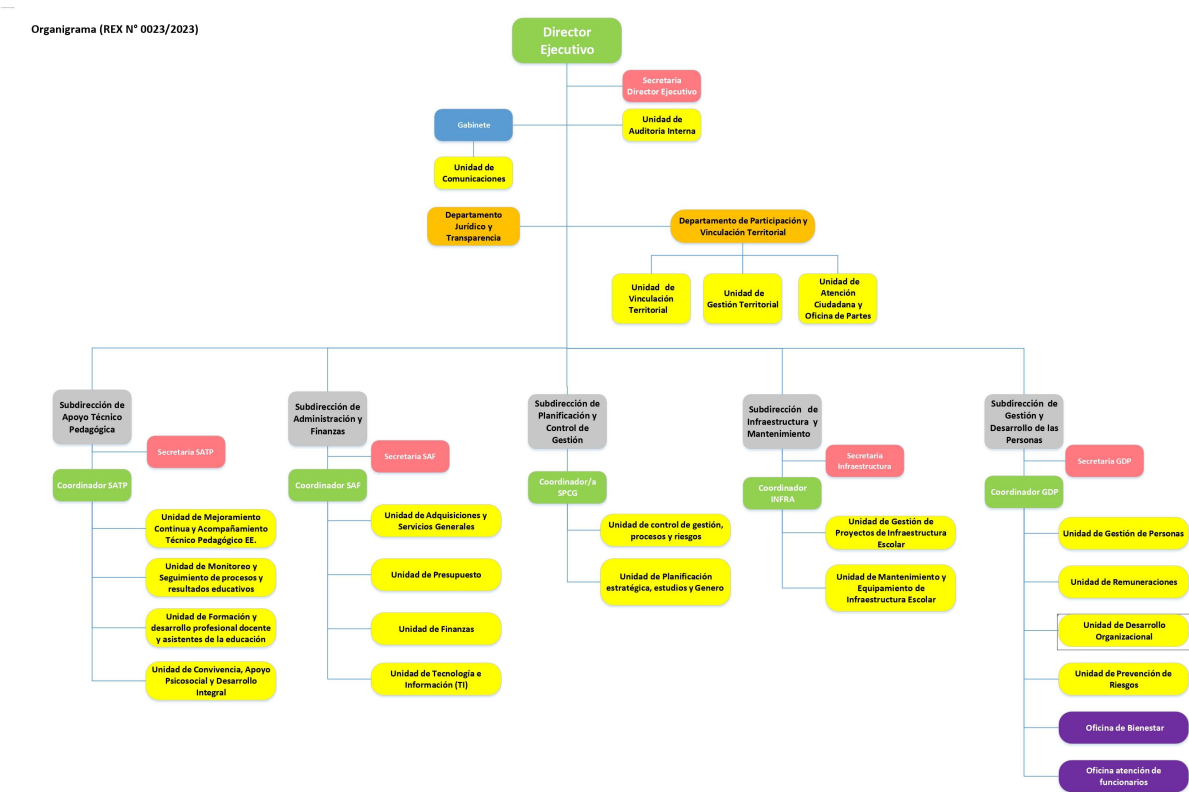 Organigrama (REX N° 0023/2023)
Director
Ejecutivo
Secretaria
Director Ejecutivo
Gabinete
Unidad de
Auditoria Interna
Unidad de
Comunicaciones
Departamento
Jurídico y
Transparencia
Departamento de Participación y
Vinculación Territorial
Unidad de
Vinculación
Territorial
Unidad de
Gestión Territorial
Unidad de
Atención
Ciudadana y
Oficina de Partes
Subdirección de
Apoyo Técnico
Pedagógica
Secretaria SATP
Coordinador SATP
Unidad de Mejoramiento
Continua y Acompañamiento
Técnico Pedagógico EE.
Unidad de Monitoreo y
Seguimiento de procesos y
resultados educativos
Unidad de Formación y
desarrollo profesional docente
y asistentes de la educación
Unidad de Convivencia, Apoyo
Psicosocial y Desarrollo
Integral
Subdirección de
Administración y
Finanzas
Secretaria SAF
Coordinador SAF
Unidad de Adquisiciones y
Servicios Generales
Unidad de Presupuesto
Unidad de Finanzas
Unidad de Tecnología e
Información (TI)
Subdirección de
Planificación y
Control de
Gestión
Coordinador/a
SPCG
Unidad de control de gestión,
procesos y riesgos
Unidad de Planificación
estratégica, estudios y Genero
Subdirección de
Infraestructura y
Mantenimiento
Secretaria
Infraestructura
Coordinador
INFRA
Unidad de Gestión de
Proyectos de Infraestructura
Escolar
Unidad de Mantenimiento y
Equipamiento de
Infraestructura Escolar
Subdirección de
Gestión y
Desarrollo de las
Personas
Secretaria GDP
Coordinador GDP
Unidad de Gestión de Personas
Unidad de Remuneraciones
Unidad de Desarrollo
Organizacional
Unidad de Prevención de
Riesgos
Oficina de Bienestar
Oficina atención de
funcionarios